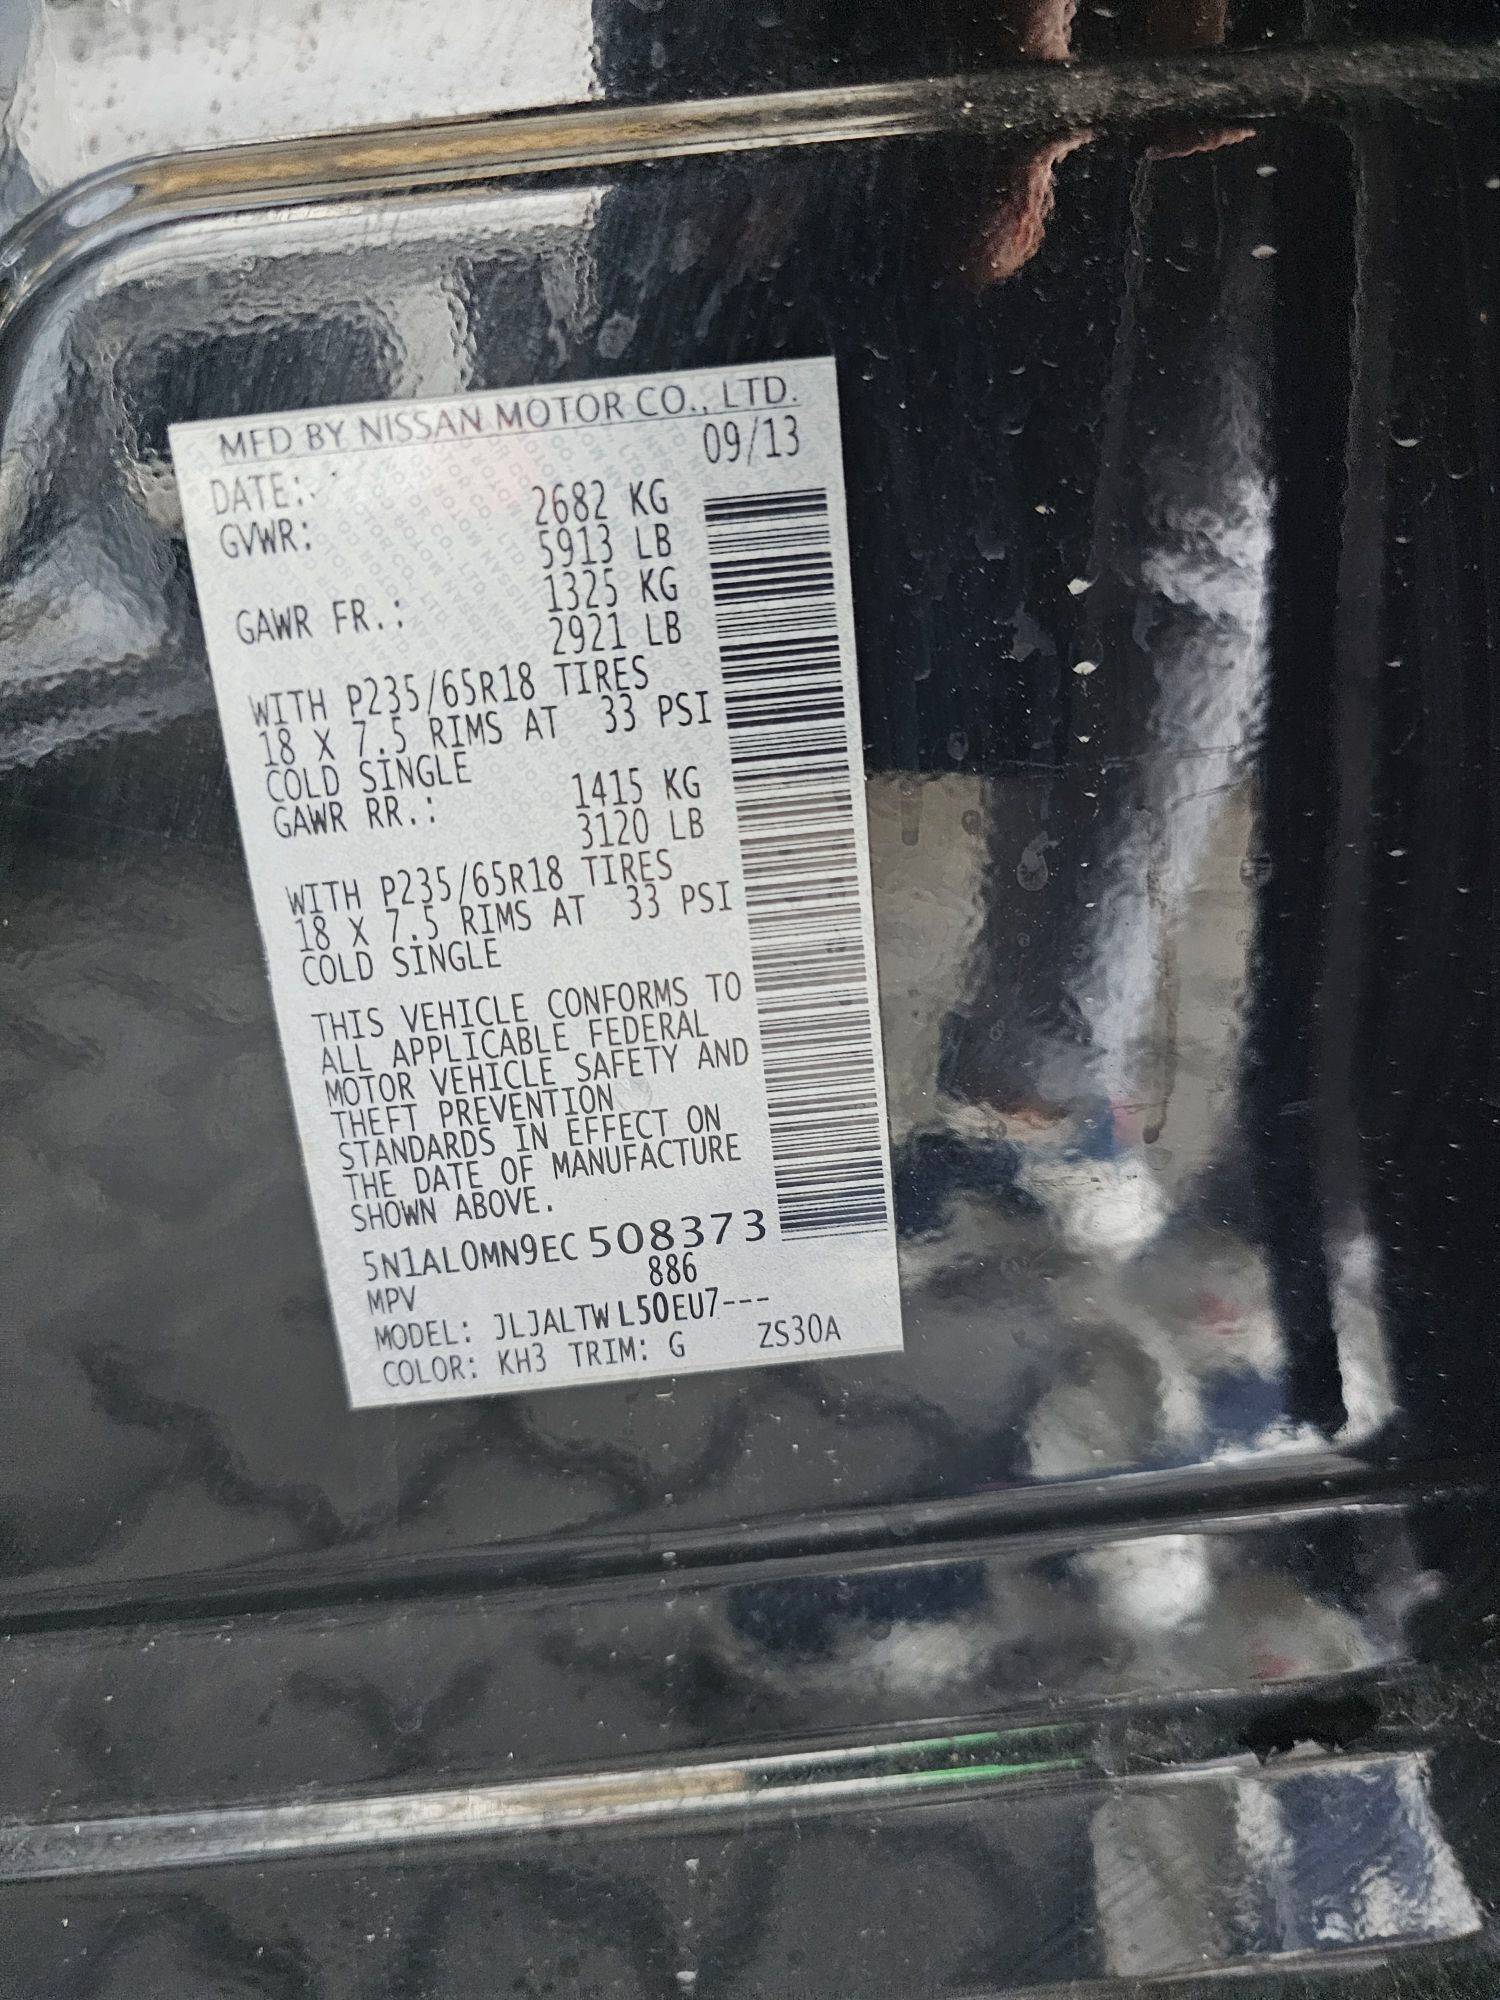 MFD BY NISSAN MOTOR CO., LTD.
DATE: 09/13
GVWR: 2682 KG
5913 LB
GAWR FR.: 1325 KG
2921 LB
WITH P235/65R18 TIRES
18 X 7.5 RIMS AT 33 PSI
COLD SINGLE
GAWR RR.: 1415 KG
3120 LB
WITH P235/65R18 TIRES
18 X 7.5 RIMS AT 33 PSI
COLD SINGLE
THIS VEHICLE CONFORMS TO
ALL APPLICABLE FEDERAL
MOTOR VEHICLE SAFETY AND
THEFT PREVENTION
STANDARDS IN EFFECT ON
THE DATE OF MANUFACTURE
SHOWN ABOVE.
5N1AL0MN9EC508373
MPV 886
MODEL: JLJALTWL50EU7---
COLOR: KH3 TRIM: G ZS30A